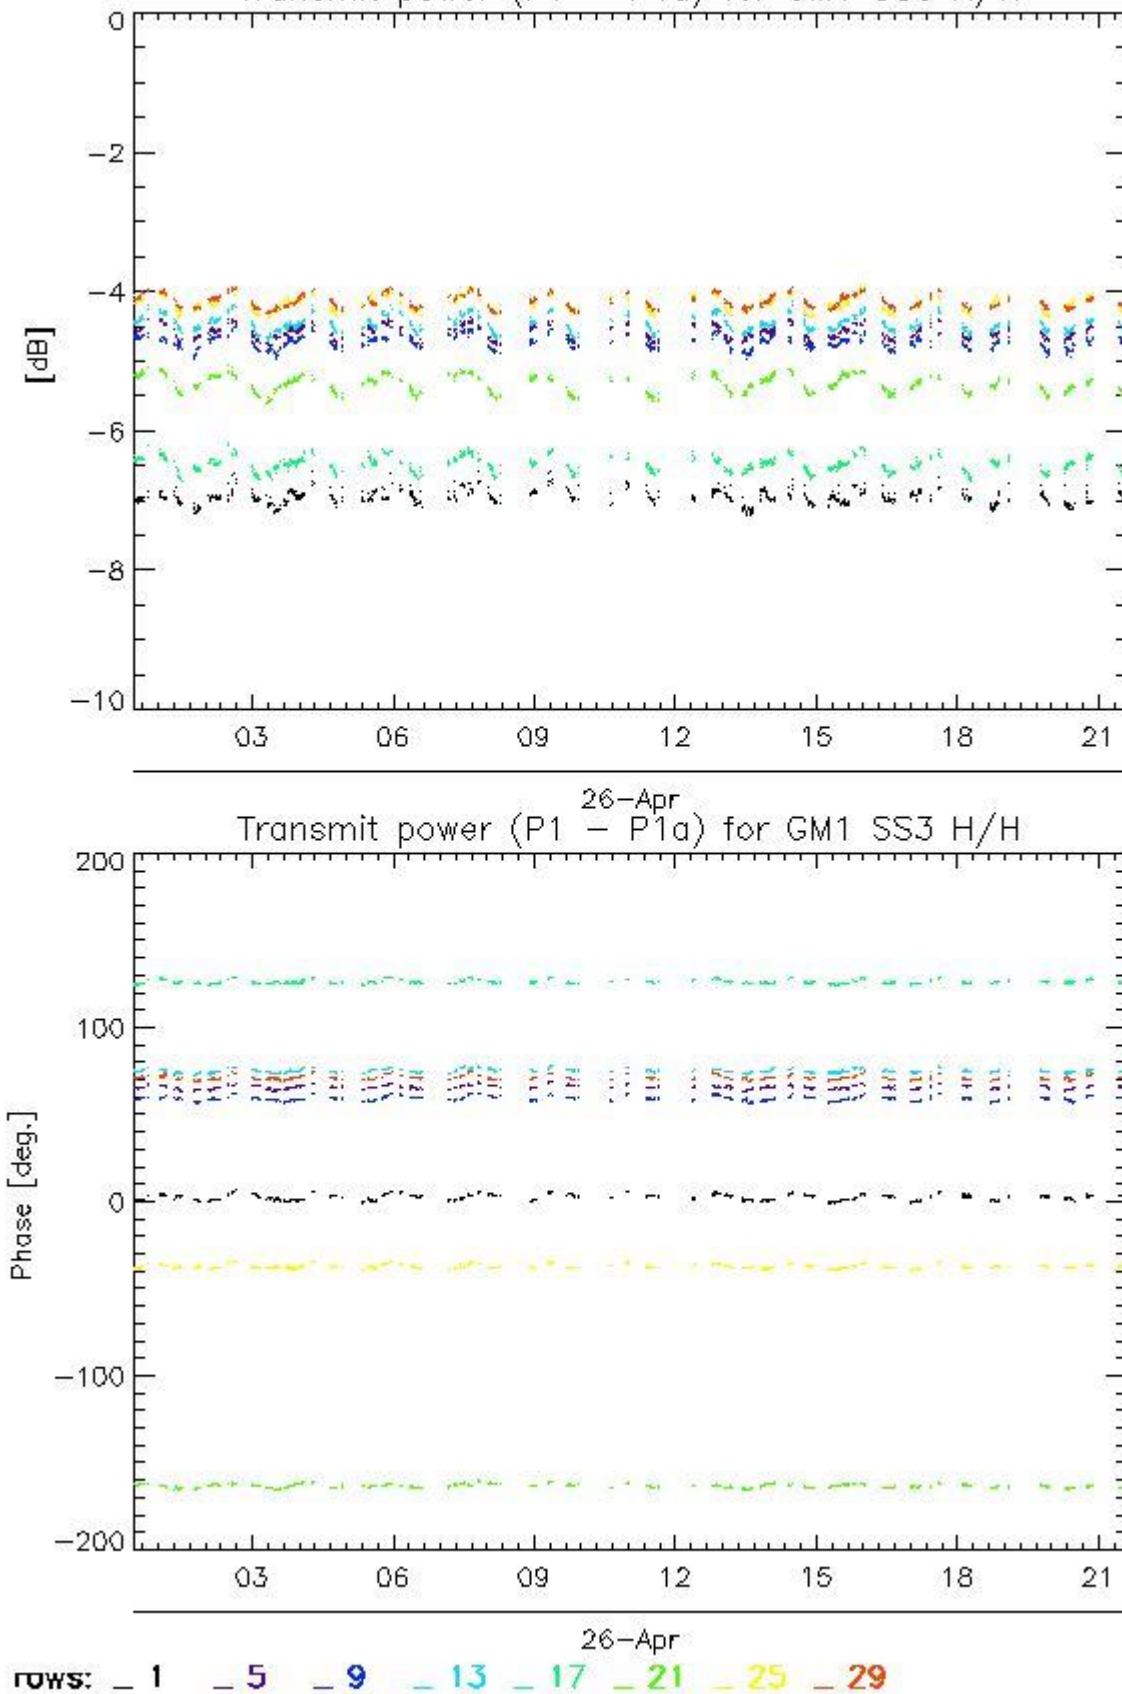 0
-2
-4
[dB]
-6
-8
-10
03 06 09 12 15 18 21
26-Apr
Transmit power (P1 - P1a) for GM1 SS3 H/H
200
100
0
Phase [deg.]
-100
-200
03 06 09 12 15 18 21
26-Apr
rows: _ 1 _ 5 _ 9 _ 13 _ 17 _ 21 _ 25 _ 29